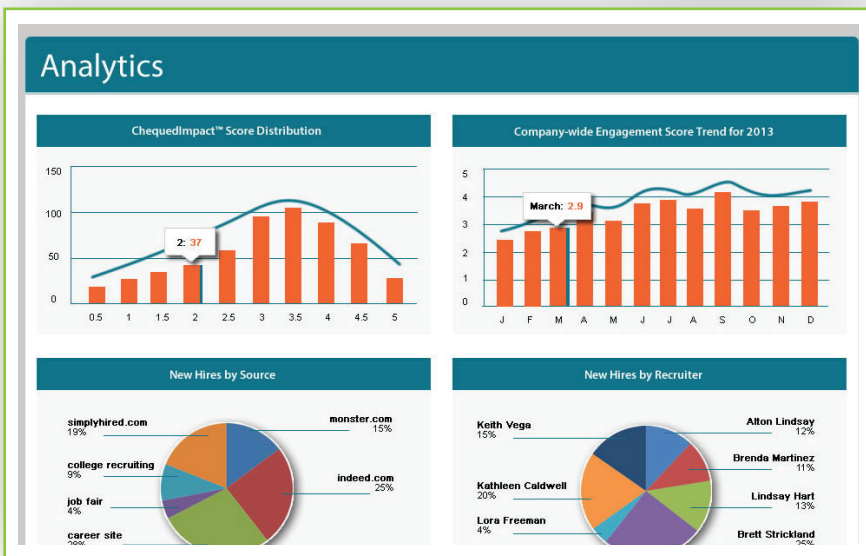 Analytics
ChequedImpact™ Score Distribution
150
100
50
0
2: 37
0.5 1 1.5 2 2.5 3 3.5 4 4.5 5
Company-wide Engagement Score Trend for 2013
5
4
3
2
1
0
March: 2.9
J F M A M J J A S O N D
New Hires by Source
simplyhired.com
19%
college recruiting
9%
job fair
4%
career site
28%
monster.com
15%
indeed.com
25%
New Hires by Recruiter
Keith Vega
15%
Kathleen Caldwell
20%
Lora Freeman
4%
Alton Lindsay
12%
Brenda Martinez
11%
Lindsay Hart
13%
Brett Strickland
25%